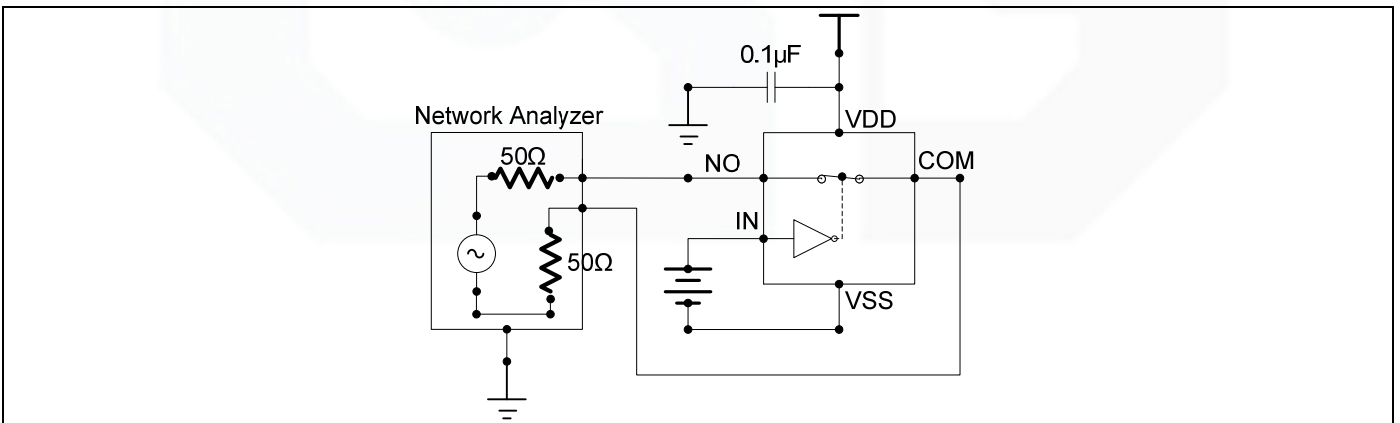 0.1µF
VDD
Network Analyzer
50Ω
NO
COM
IN
50Ω
VSS